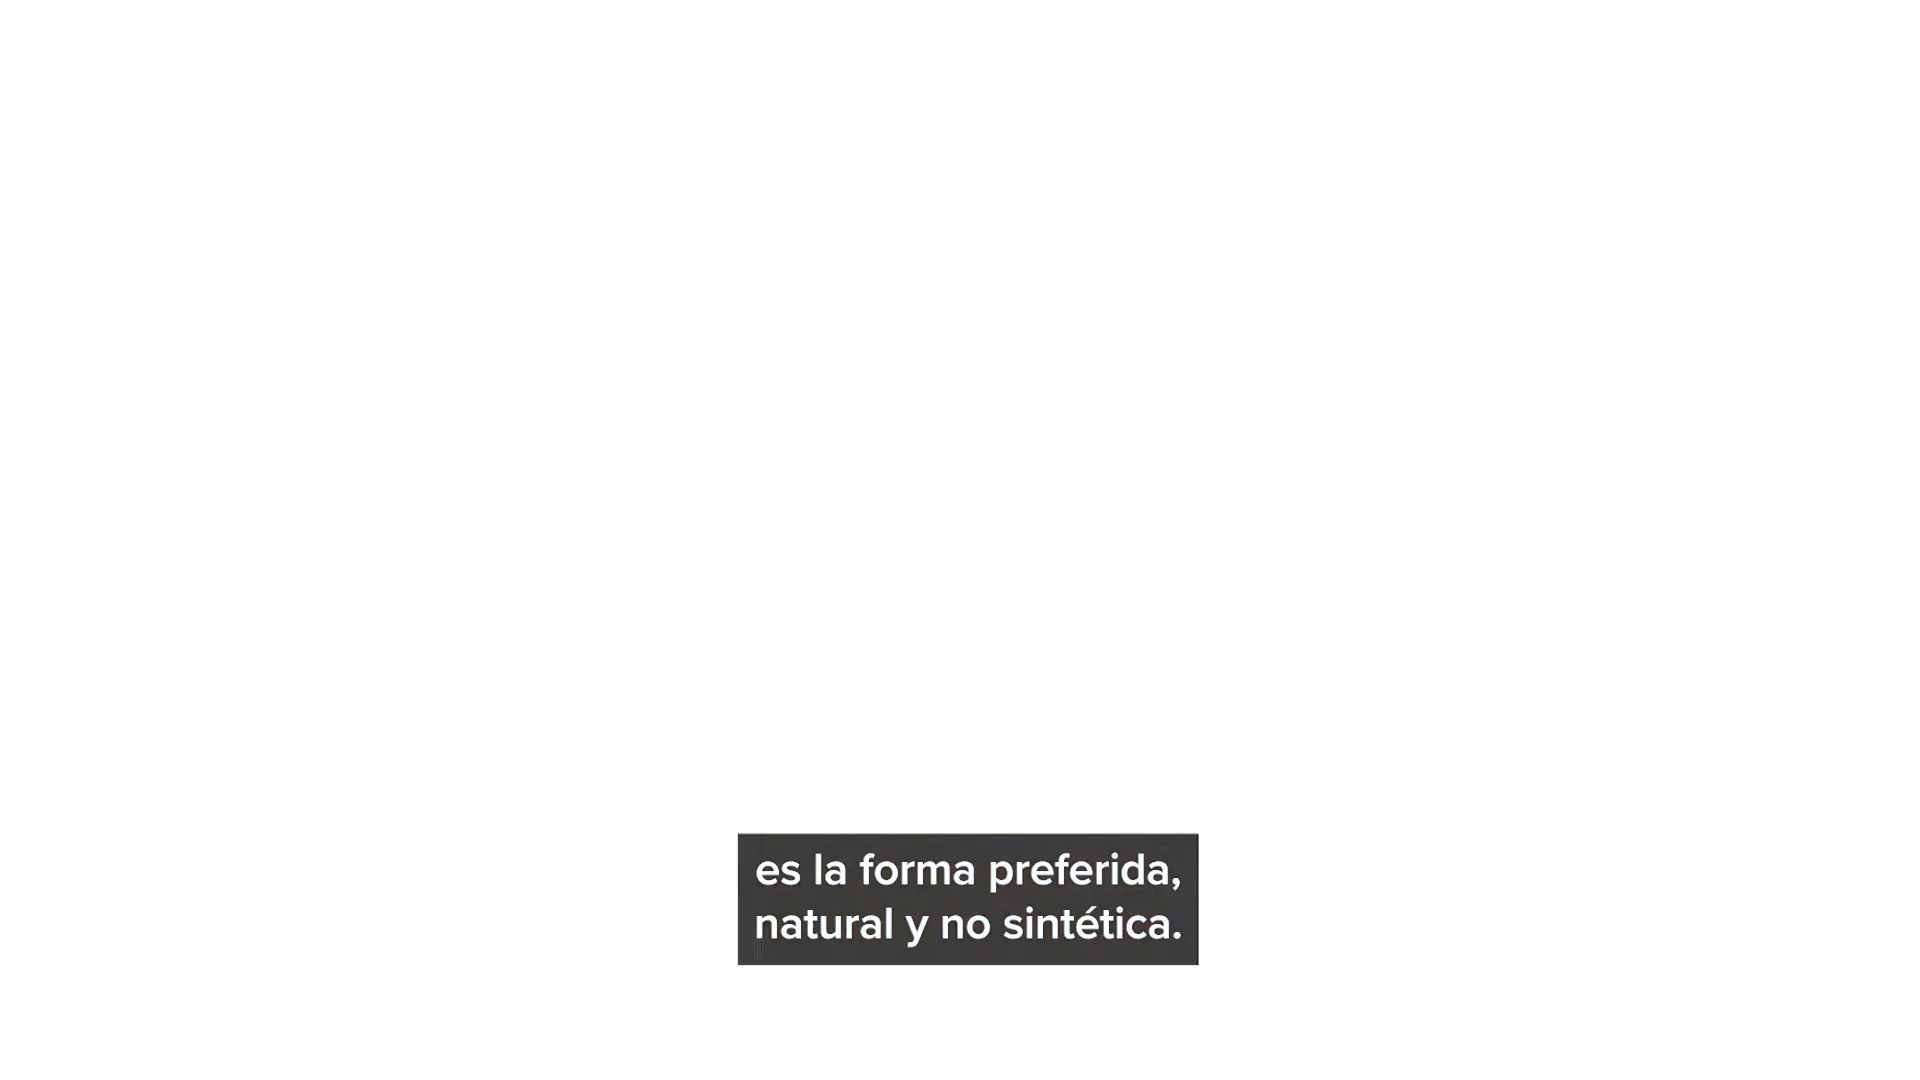 es la forma preferida,
natural y no sintética.